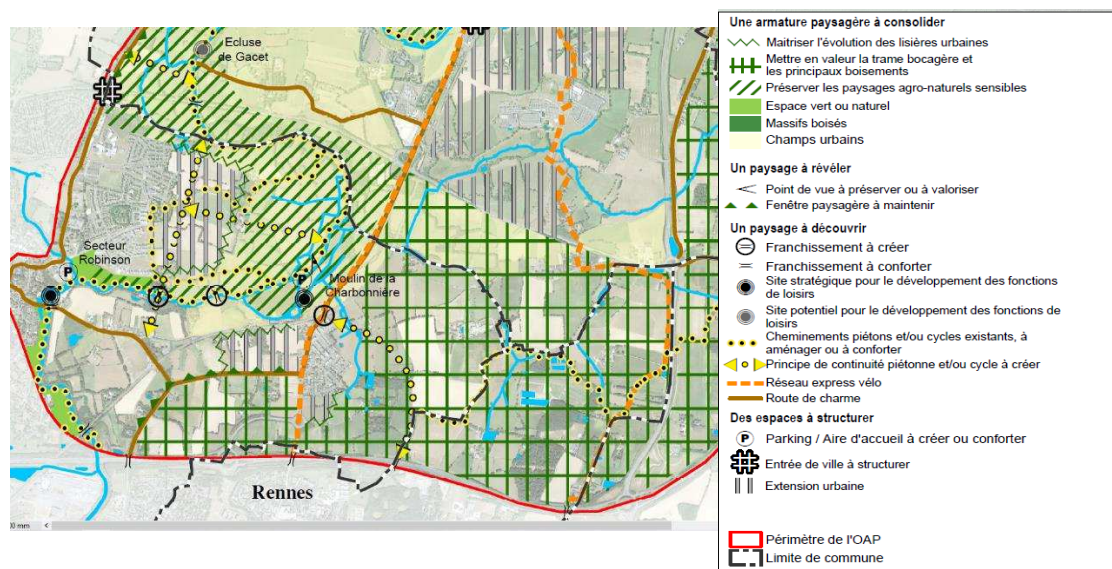 Ecluse
de Gacet
Secteur
Robinson
P
P
Moulin de la
Charbonnière
Rennes
00 mm
<
Une armature paysagère à consolider
Maitriser l'évolution des lisières urbaines
Mettre en valeur la trame bocagère et
les principaux boisements
Préserver les paysages agro-naturels sensibles
Espace vert ou naturel
Massifs boisés
Champs urbains
Un paysage à révéler
Point de vue à préserver ou à valoriser
Fenêtre paysagère à maintenir
Un paysage à découvrir
Franchissement à créer
Franchissement à conforter
Site stratégique pour le développement des fonctions
de loisirs
Site potentiel pour le développement des fonctions de
loisirs
Cheminements piétons et/ou cycles existants, à
aménager ou à conforter
Principe de continuité piétonne et/ou cycle à créer
Réseau express vélo
Route de charme
Des espaces à structurer
P Parking / Aire d'accueil à créer ou conforter
Entrée de ville à structurer
Extension urbaine
Périmètre de l'OAP
Limite de commune